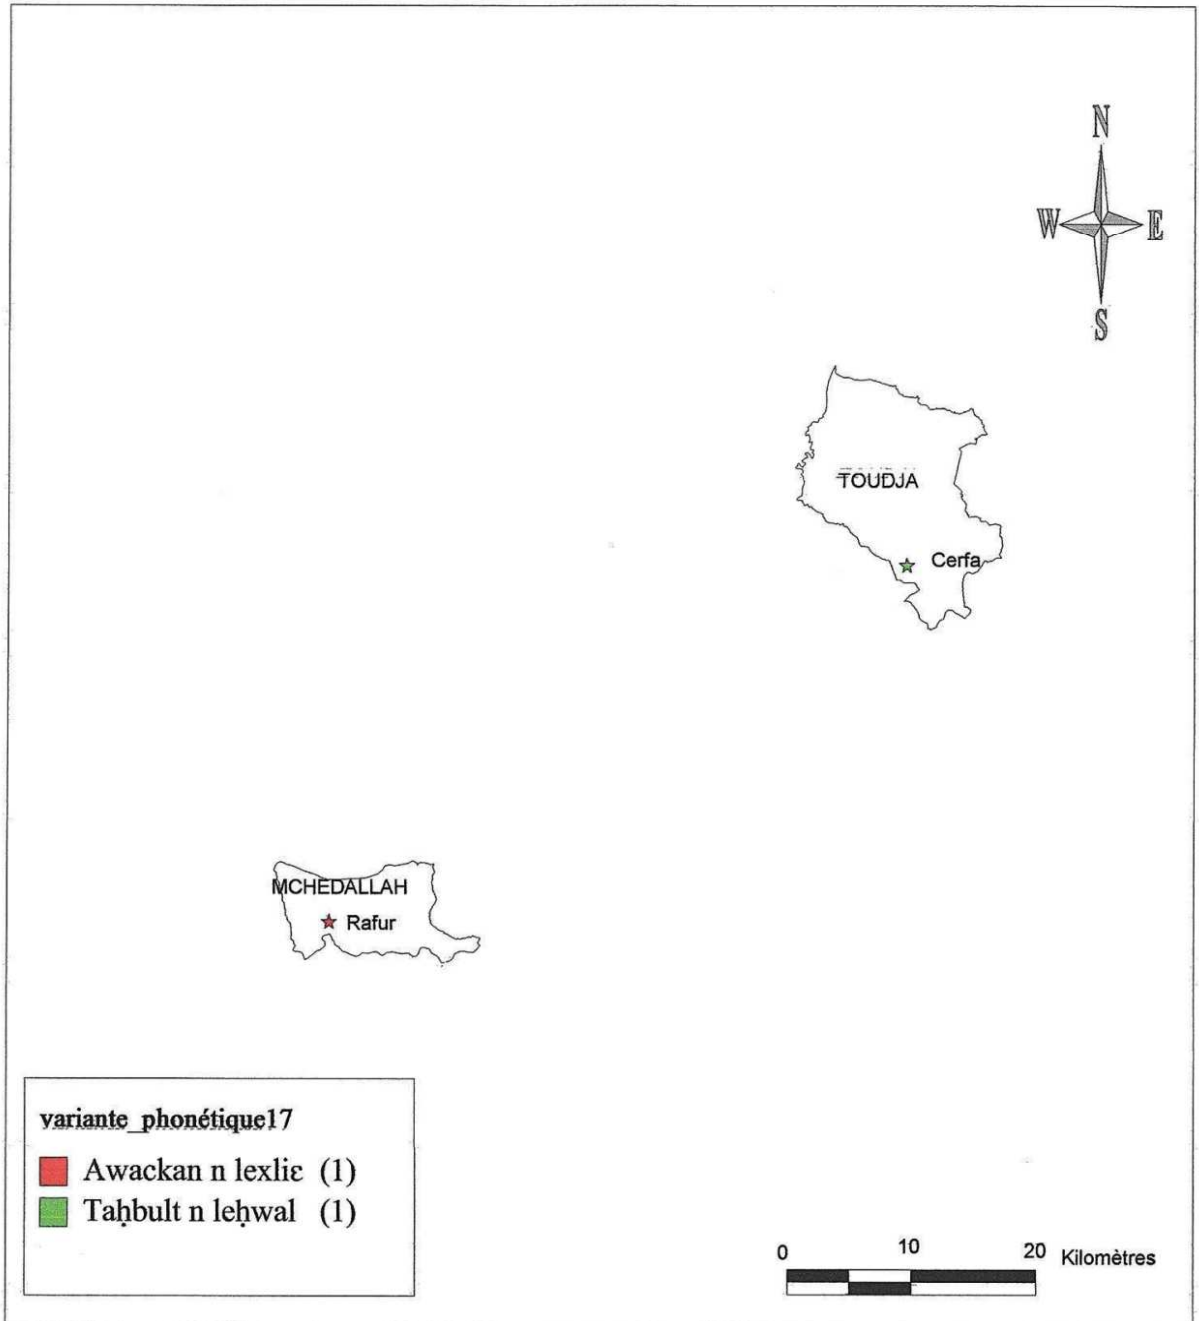 N
W E
S
TOUDJA
Cerfa
MCHEDALLAH
Rafur
variante_phonétique17
Awackan n lexliɛ (1)
Taḥbult n leḥwal (1)
0 10 20 Kilomètres